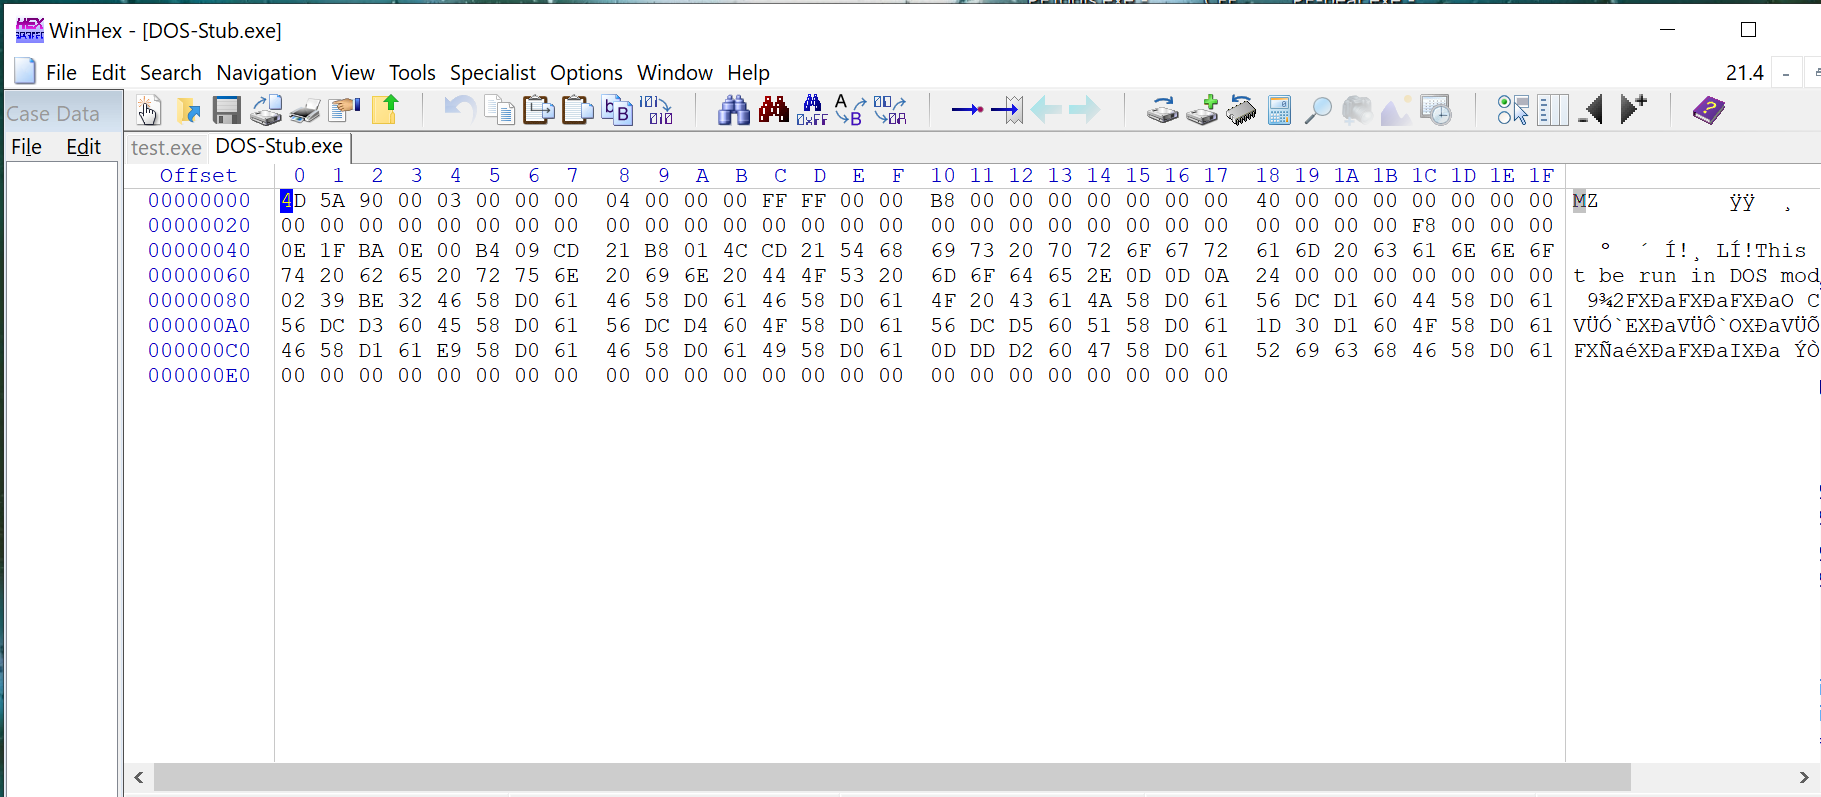 WinHex - [DOS-Stub.exe]
File Edit Search Navigation View Tools Specialist Options Window Help 21.4
Case Data
File Edit
test.exe DOS-Stub.exe
Offset 0 1 2 3 4 5 6 7 8 9 A B C D E F 10 11 12 13 14 15 16 17 18 19 1A 1B 1C 1D 1E 1F
00000000 4D 5A 90 00 03 00 00 00 04 00 00 00 FF FF 00 00 B8 00 00 00 00 00 00 00 40 00 00 00 00 00 00 00 MZ ÿÿ ¸
00000020 00 00 00 00 00 00 00 00 00 00 00 00 00 00 00 00 00 00 00 00 00 00 00 00 00 00 00 00 F8 00 00 00
00000040 0E 1F BA 0E 00 B4 09 CD 21 B8 01 4C CD 21 54 68 69 73 20 70 72 6F 67 72 61 6D 20 63 61 6E 6E 6F º ´ Í!¸ LÍ!This
00000060 74 20 62 65 20 72 75 6E 20 69 6E 20 44 4F 53 20 6D 6F 64 65 2E 0D 0D 0A 24 00 00 00 00 00 00 00 t be run in DOS mod
00000080 02 39 BE 32 46 58 D0 61 46 58 D0 61 46 58 D0 61 4F 20 43 61 4A 58 D0 61 56 DC D1 60 44 58 D0 61 9¾2FXÐaFXÐaFXÐaO C
000000A0 56 DC D3 60 45 58 D0 61 56 DC D4 60 4F 58 D0 61 56 DC D5 60 51 58 D0 61 1D 30 D1 60 4F 58 D0 61 VÜÓ`EXÐaVÜÔ`OXÐaVÜÕ
000000C0 46 58 D1 61 E9 58 D0 61 46 58 D0 61 49 58 D0 61 0D DD D2 60 47 58 D0 61 52 69 63 68 46 58 D0 61 FXÑaéXÐaFXÐaIXÐa ÝÒ
000000E0 00 00 00 00 00 00 00 00 00 00 00 00 00 00 00 00 00 00 00 00 00 00 00 00